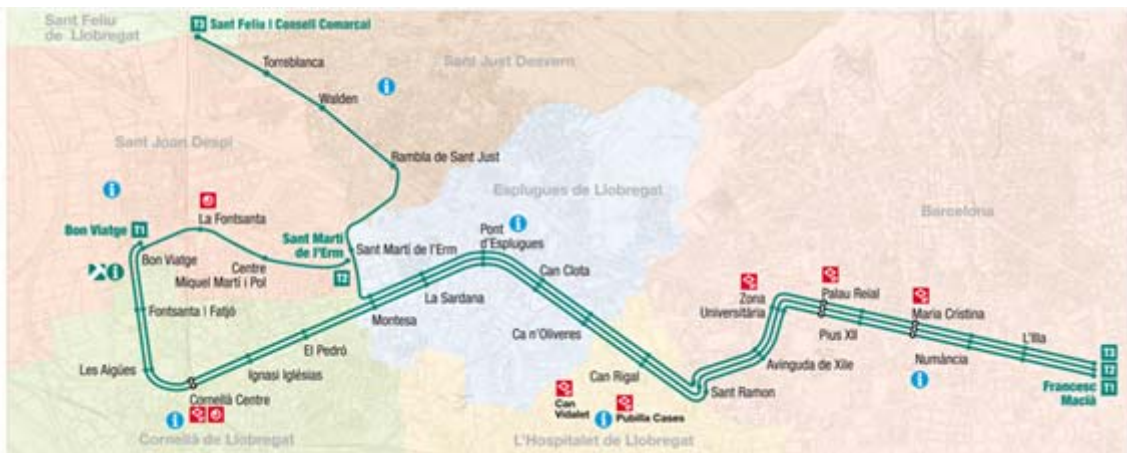 Sant Feliu
de Llobregat
T3 Sant Feliu | Consell Comarcal
Torreblanca
Sant Just Desvern
Walden
Sant Joan Despí
Rambla de Sant Just
Esplugues de Llobregat
Barcelona
La Fontsanta
Bon Viatge T1
Bon Viatge
Sant Martí
de l'Erm
Sant Martí de l'Erm
T2
Pont
d'Esplugues
Centre
Miquel Martí i Pol
Can Clota
La Sardana
Zona
Universitària
Palau Reial
Maria Cristina
Fontsanta i Fatjó
Montesa
Ca n'Oliveres
Pius XII
L'Illa
El Pedró
Numància
T3
T2
T1
Les Aigües
Ignasi Iglésias
Avinguda de Xile
Can Rigal
Francesc
Macià
Cornellà Centre
Sant Ramon
Can
Vidalet
Pubilla Cases
Cornellà de Llobregat
L'Hospitalet de Llobregat